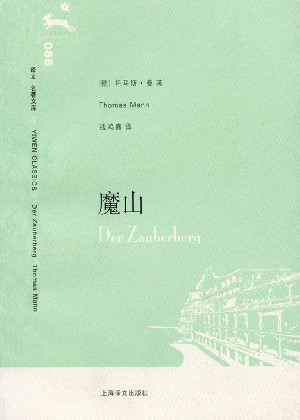 086
译文 名著文库 · YIWEN CLASSICS · Der Zauberberg Thomas Mann
[德] 托马斯·曼 著
Thomas Mann
钱鸿嘉 译
魔山
Der Zauberberg
上海译文出版社